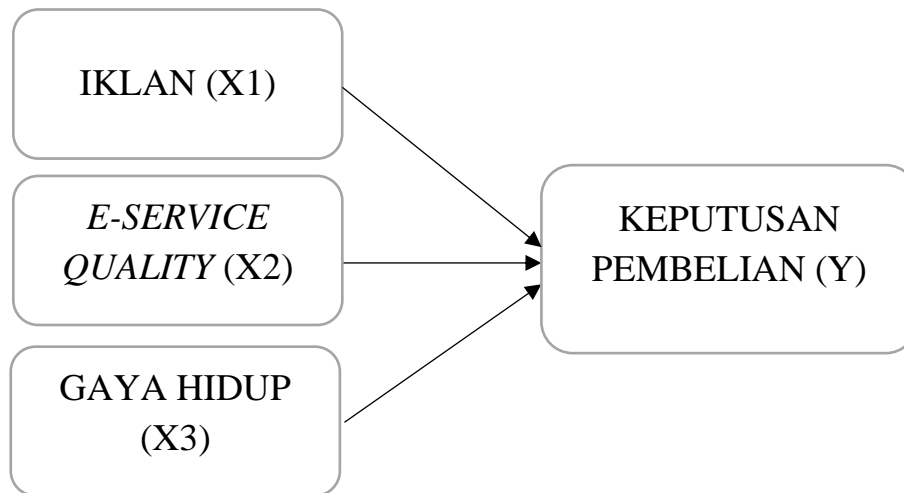 IKLAN (X1)
E-SERVICE
QUALITY (X2)
GAYA HIDUP
(X3)
KEPUTUSAN
PEMBELIAN (Y)